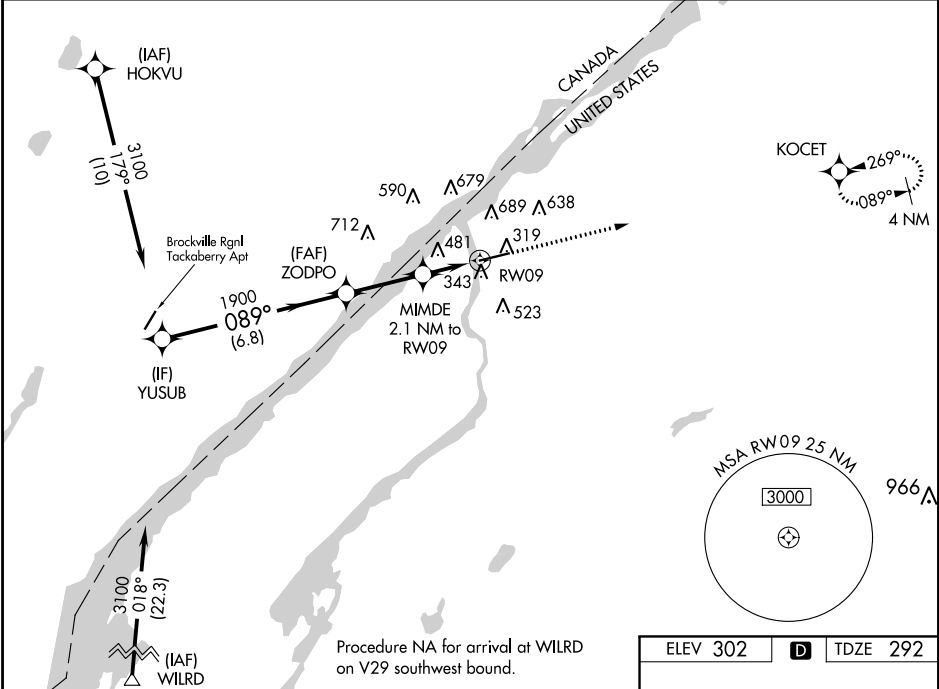 (IAF)
HOKVU
3100
179°
(10)
CANADA
UNITED STATES
KOCET
269°
089°
4 NM
590
679
712
689
638
481
319
343
RW09
523
Brockville Rgnl
Tackaberry Apt
(FAF)
ZODPO
1900
089°
(6.8)
MIMDE
2.1 NM to
RW09
(IF)
YUSUB
MSA RW09 25 NM
3000
966
3100
018°
(22.3)
(IAF)
WILRD
Procedure NA for arrival at WILRD
on V29 southwest bound.
ELEV 302
D
TDZE 292